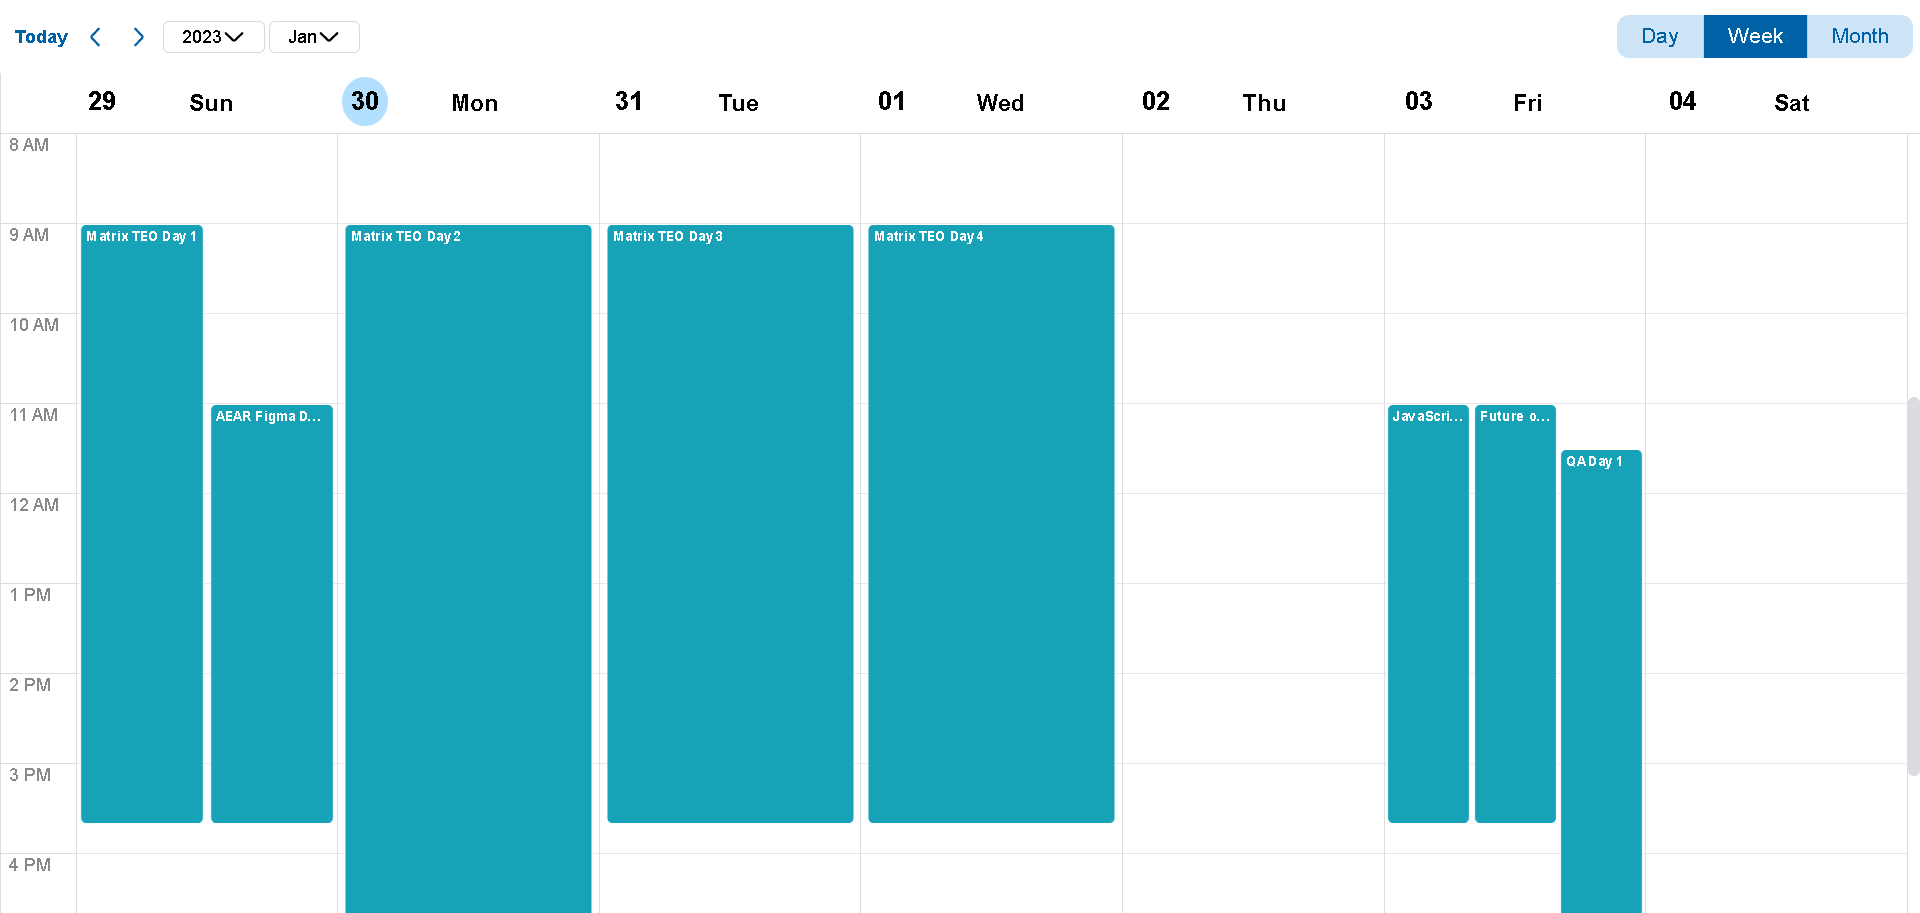 Today 2023 Jan Day Week Month
29 Sun 30 Mon 31 Tue 01 Wed 02 Thu 03 Fri 04 Sat
8 AM
9 AM Matrix TEO Day 1 Matrix TEO Day 2 Matrix TEO Day 3 Matrix TEO Day 4
10 AM
11 AM AEAR Figma D... JavaScri... Future o...
QA Day 1
12 AM
1 PM
2 PM
3 PM
4 PM